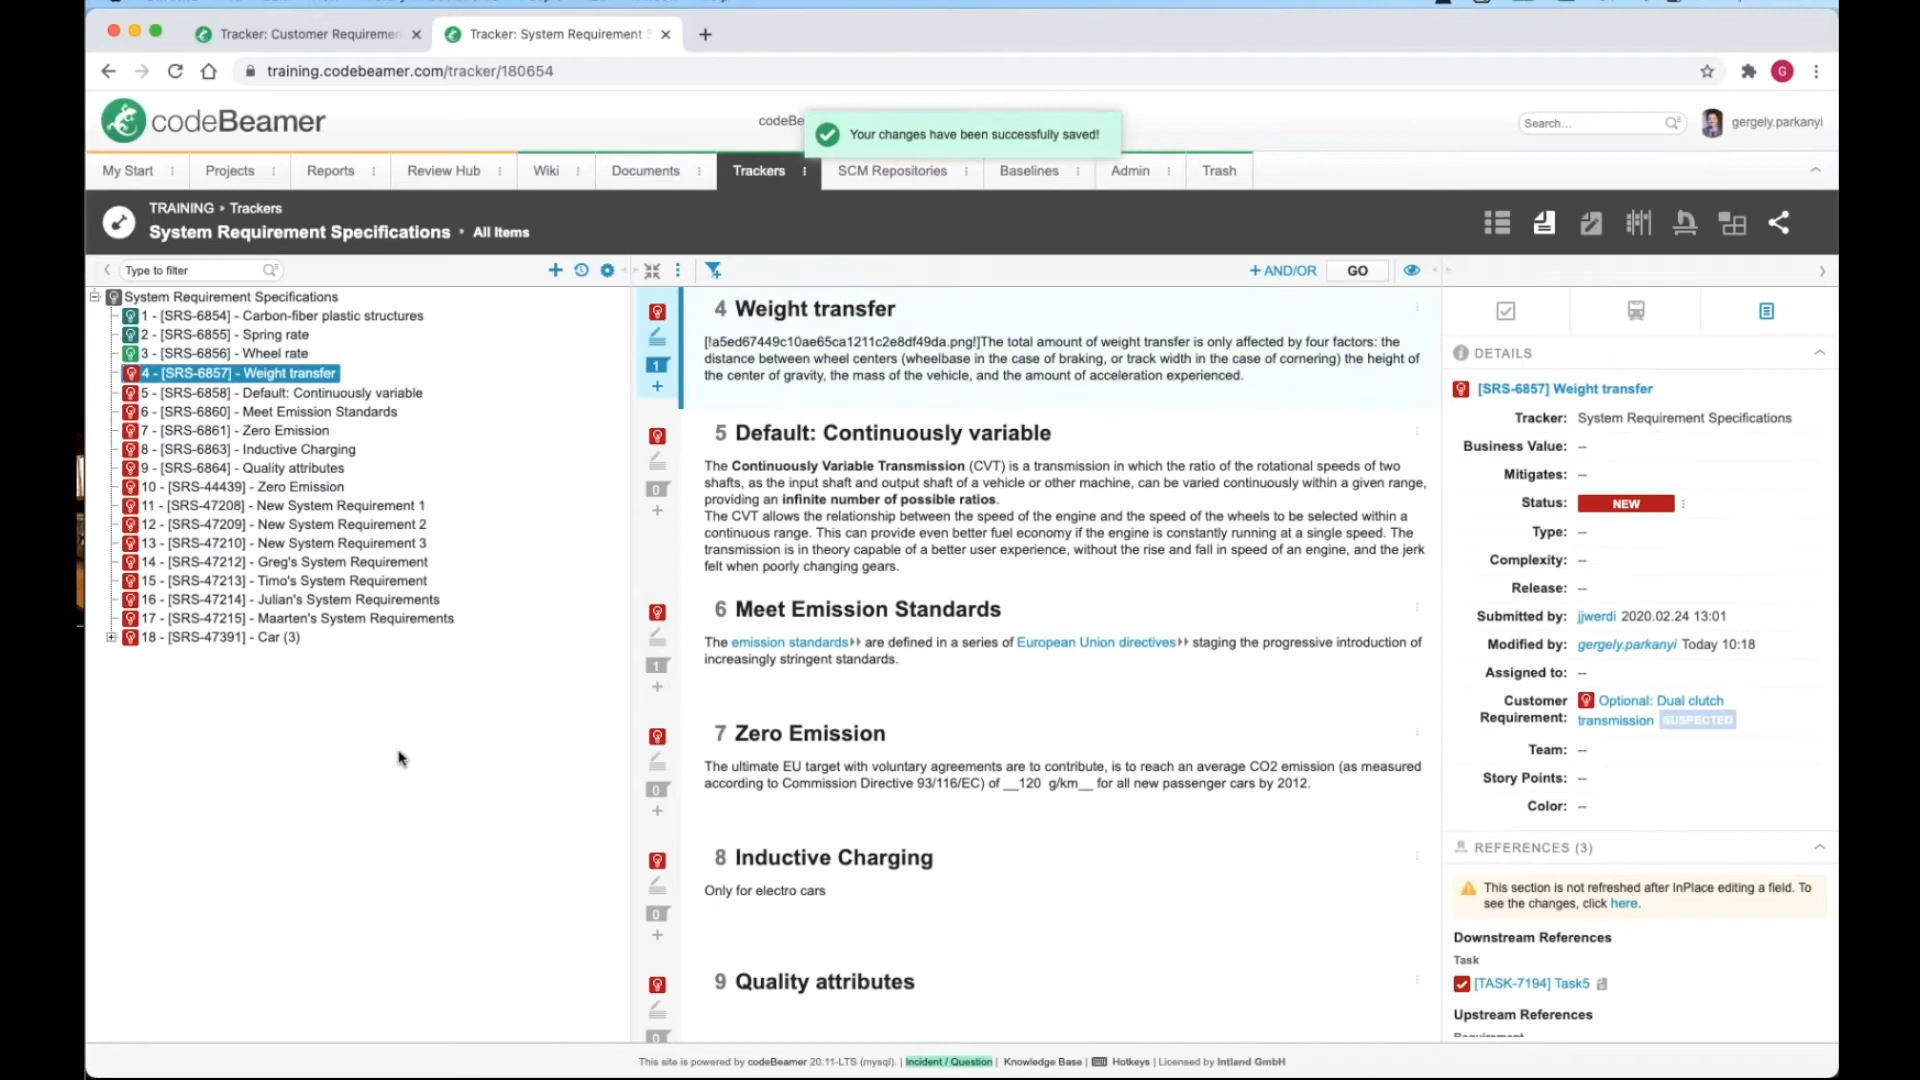 Tracker: Customer Requiremen
Tracker: System Requirement S
training.codebeamer.com/tracker/180654
G
codeBeamer
codeBe
Your changes have been successfully saved!
Search...
gergely.parkanyi
My Start
Projects
Reports
Review Hub
Wiki
Documents
Trackers
SCM Repositories
Baselines
Admin
Trash
TRAINING • Trackers
System Requirement Specifications • All Items
Type to filter
+ AND/OR
GO
System Requirement Specifications
1 - [SRS-6854] - Carbon-fiber plastic structures
2 - [SRS-6855] - Spring rate
3 - [SRS-6856] - Wheel rate
4 - [SRS-6857] - Weight transfer
5 - [SRS-6858] - Default: Continously variable
6 - [SRS-6860] - Meet Emission Standards
7 - [SRS-6861] - Zero Emission
8 - [SRS-6863] - Inductive Charging
9 - [SRS-6864] - Quality attributes
10 - [SRS-44439] - Zero Emission
11 - [SRS-47208] - New System Requirement 1
12 - [SRS-47209] - New System Requirement 2
13 - [SRS-47210] - New System Requirement 3
14 - [SRS-47212] - Greg's System Requirement
15 - [SRS-47213] - Timo's System Requirement
16 - [SRS-47214] - Julian's System Requirements
17 - [SRS-47215] - Maarten's System Requirements
18 - [SRS-47391] - Car (3)
4 Weight transfer
[!a5ed67449c10ae65ca1211c2e8df49da.png!]The total amount of weight transfer is only affected by four factors: the
distance between wheel centers (wheelbase in the case of braking, or track width in the case of cornering) the height of
the center of gravity, the mass of the vehicle, and the amount of acceleration experienced.
1
5 Default: Continously variable
The Continuously Variable Transmission (CVT) is a transmission in which the ratio of the rotational speeds of two
shafts, as the input shaft and output shaft of a vehicle or other machine, can be varied continuously within a given range,
providing an infinite number of possible ratios.
The CVT allows the relationship between the speed of the engine and the speed of the wheels to be selected within a
continuous range. This can provide even better fuel economy if the engine is constantly running at a single speed. The
transmission is in theory capable of a better user experience, without the rise and fall in speed of an engine, and the jerk
felt when poorly changing gears.
0
6 Meet Emission Standards
The emission standards are defined in a series of European Union directives staging the progressive introduction of
increasingly stringent standards.
1
7 Zero Emission
The ultimate EU target with voluntary agreements are to contribute, is to reach an average CO2 emission (as measured
according to Commission Directive 93/116/EC) of __120 g/km__ for all new passenger cars by 2012.
0
8 Inductive Charging
Only for electro cars
0
9 Quality attributes
0
DETAILS
[SRS-6857] Weight transfer
Tracker: System Requirement Specifications
Business Value: --
Mitigates: --
Status: NEW
Type: --
Complexity: --
Release: --
Submitted by: jjwerdi 2020.02.24 13:01
Modified by: gergely.parkanyi Today 10:18
Assigned to: --
Customer Requirement: Optional: Dual clutch
transmission SUSPECTED
Team: --
Story Points: --
Color: --
REFERENCES (3)
This section is not refreshed after InPlace editing a field. To
see the changes, click here.
Downstream References
Task
[TASK-7194] Task5
Upstream References
Requirement
This site is powered by codeBeamer 20.11-LTS (mysql). | Incident / Question | Knowledge Base | Hotkeys | Licensed by Intland GmbH